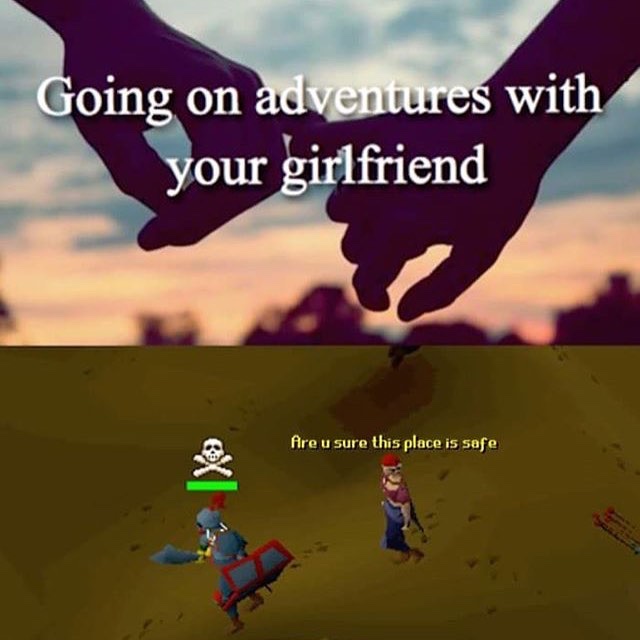 Going on adventures with
your girlfriend
Are u sure this place is safe